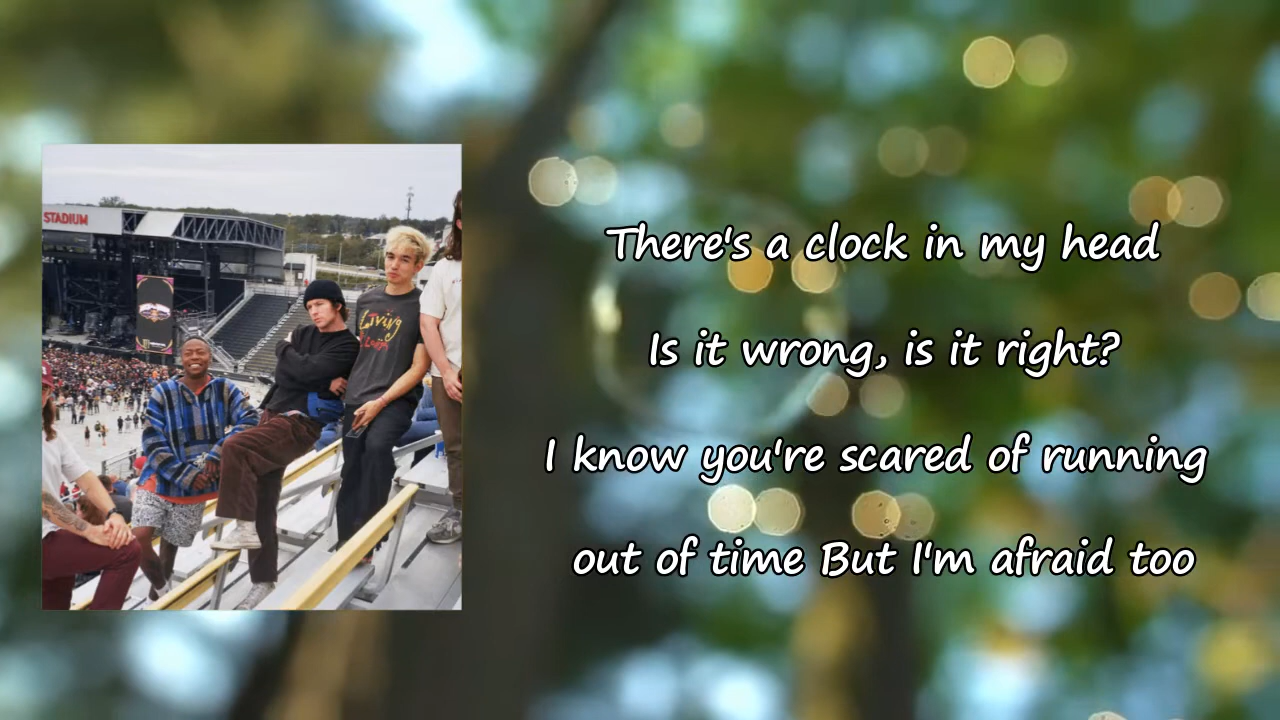 STADIUM
Living
There's a clock in my head
Is it wrong, is it right?
I know you're scared of running
out of time But I'm afraid too